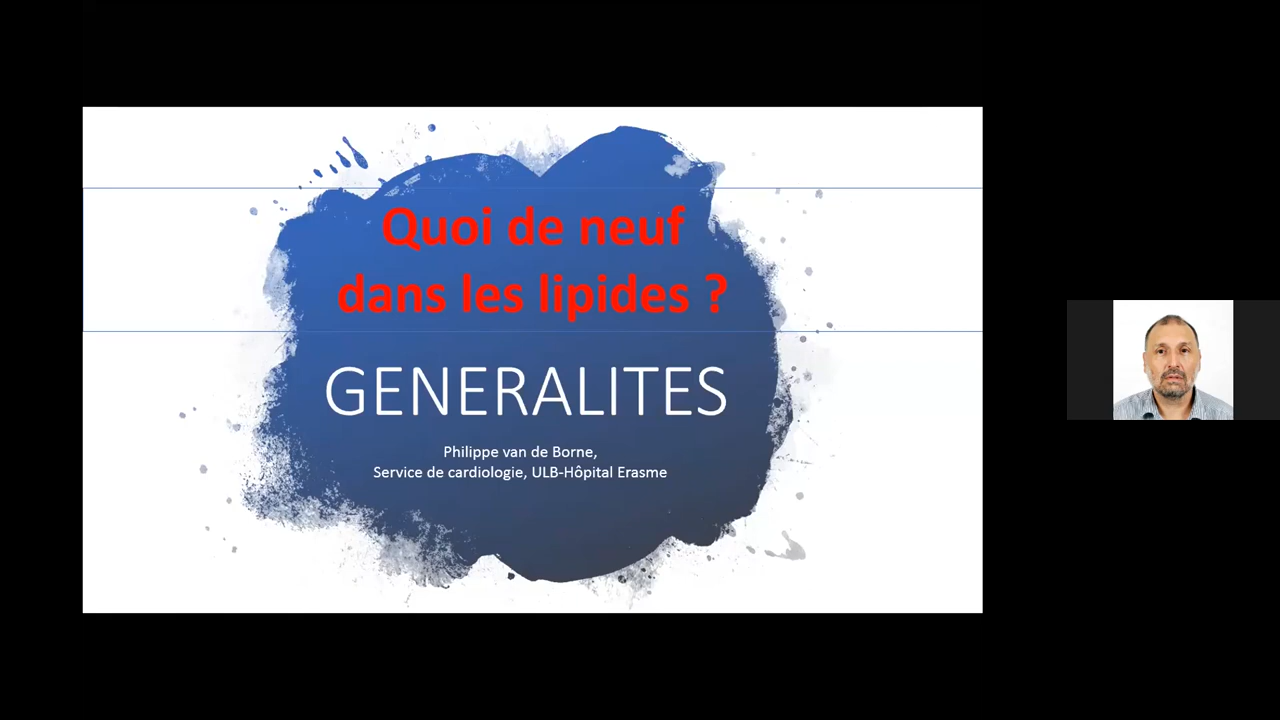 Quoi de neuf
dans les lipides ?
GENERALITES
Philippe van de Borne,
Service de cardiologie, ULB-Hôpital Erasme